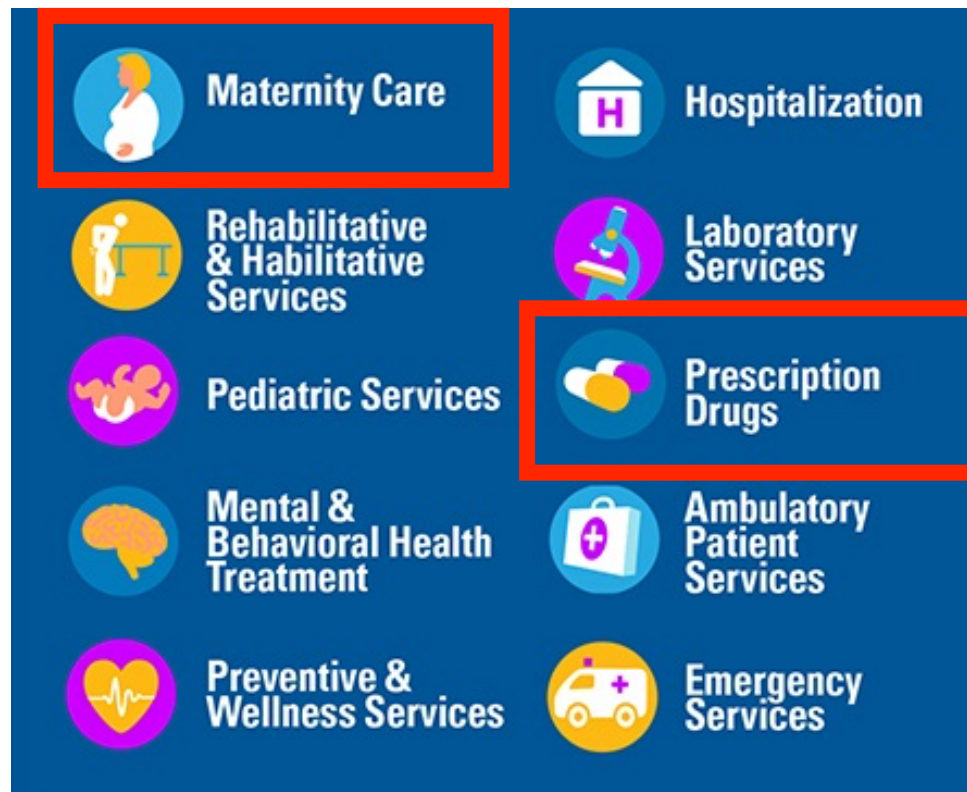 Maternity Care
Rehabilitative
& Habilitative
Services
Pediatric Services
Mental &
Behavioral Health
Treatment
Preventive &
Wellness Services
H
Hospitalization
Laboratory
Services
Prescription
Drugs
Ambulatory
Patient
Services
Emergency
Services